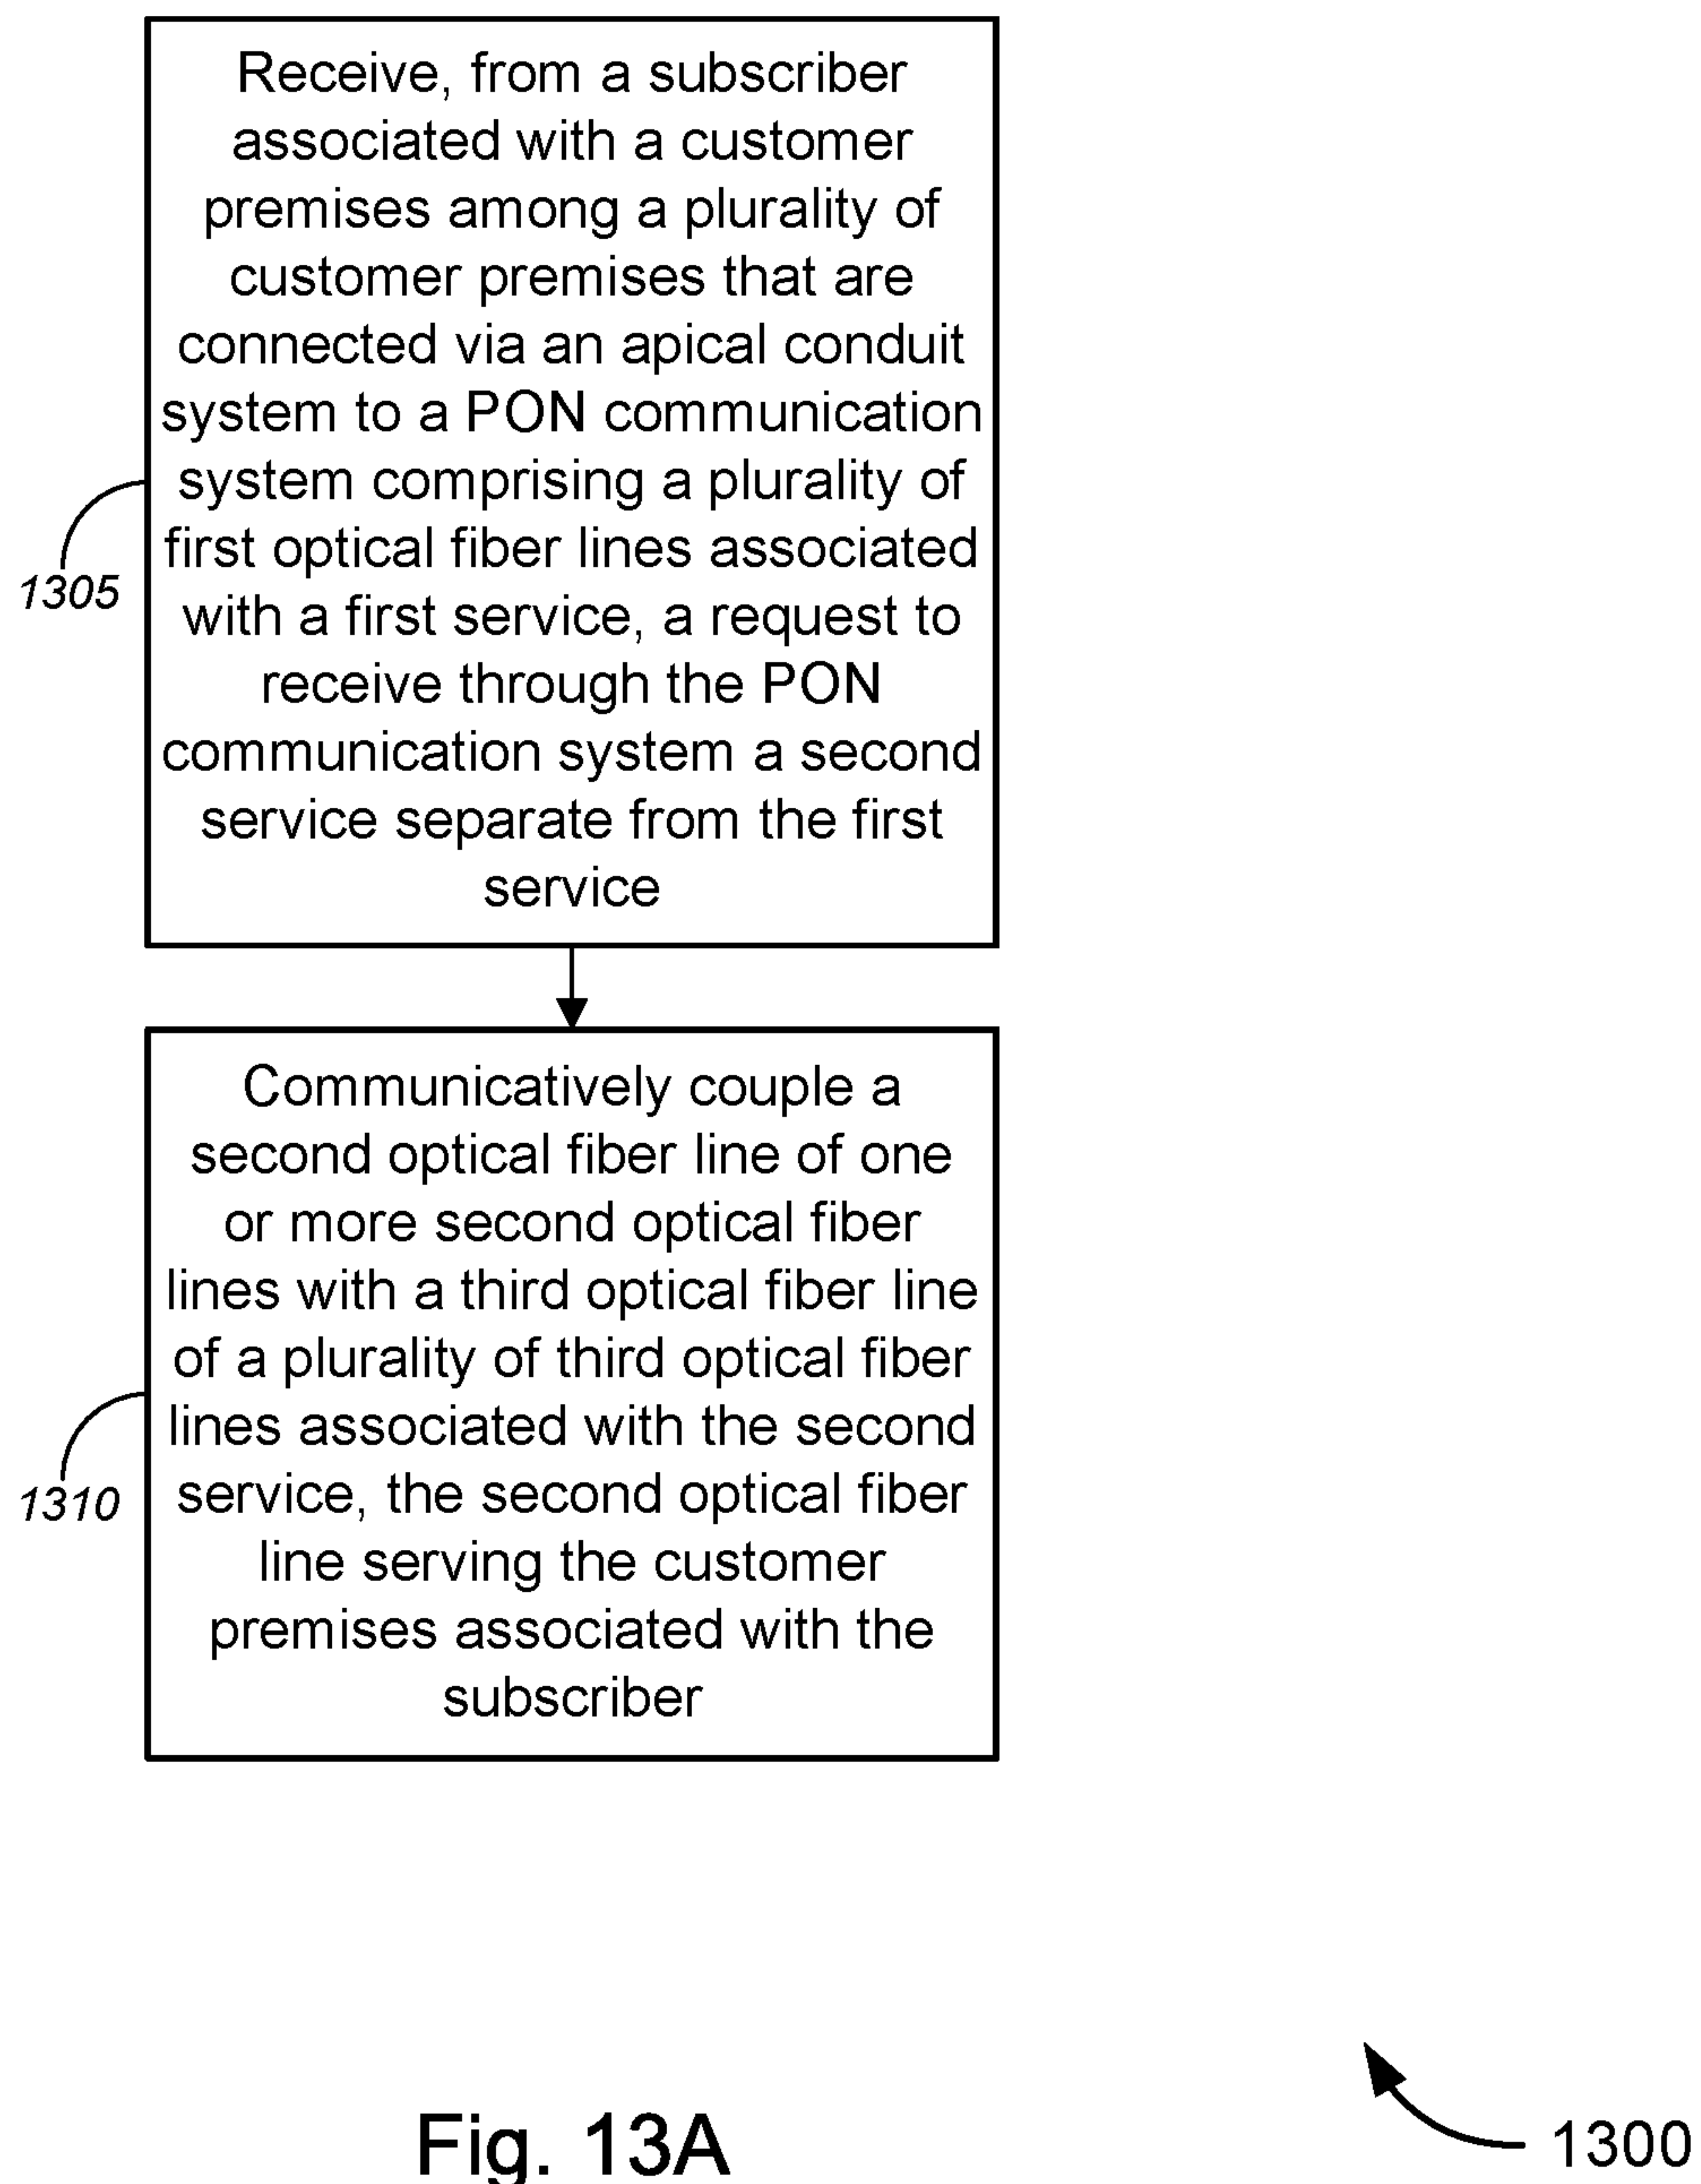 Receive, from a subscriber
associated with a customer
premises among a plurality of
customer premises that are
connected via an apical conduit
system to a PON communication
system comprising a plurality of
first optical fiber lines associated
with a first service, a request to
receive through the PON
communication system a second
service separate from the first
service
1305
Communicatively couple a
second optical fiber line of one
or more second optical fiber
lines with a third optical fiber line
of a plurality of third optical fiber
lines associated with the second
service, the second optical fiber
line serving the customer
premises associated with the
subscriber
1310
Fig. 13A
1300